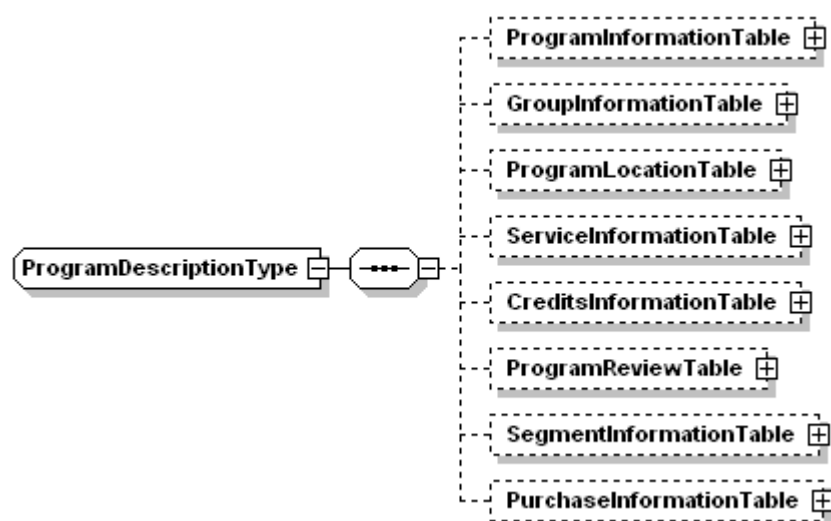 ProgramInformationTable
GroupInformationTable
ProgramLocationTable
ServiceInformationTable
ProgramDescriptionType
CreditsInformationTable
ProgramReviewTable
SegmentInformationTable
PurchaseInformationTable